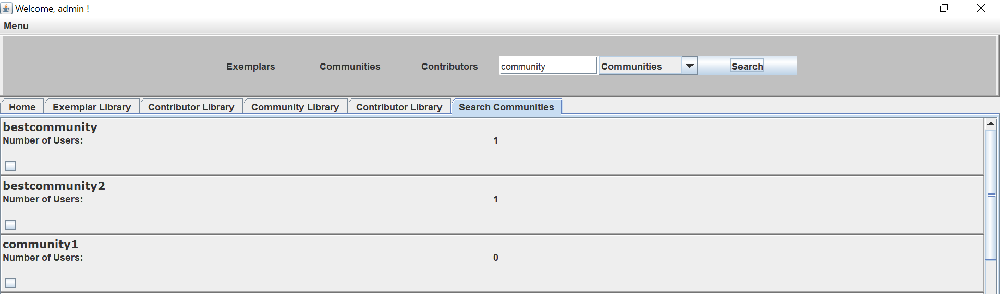 Welcome, admin !
Menu
Exemplars Communities Contributors community Communities Search
Home Exemplar Library Contributor Library Community Library Contributor Library Search Communities
bestcommunity
Number of Users: 1
bestcommunity2
Number of Users: 1
community1
Number of Users: 0